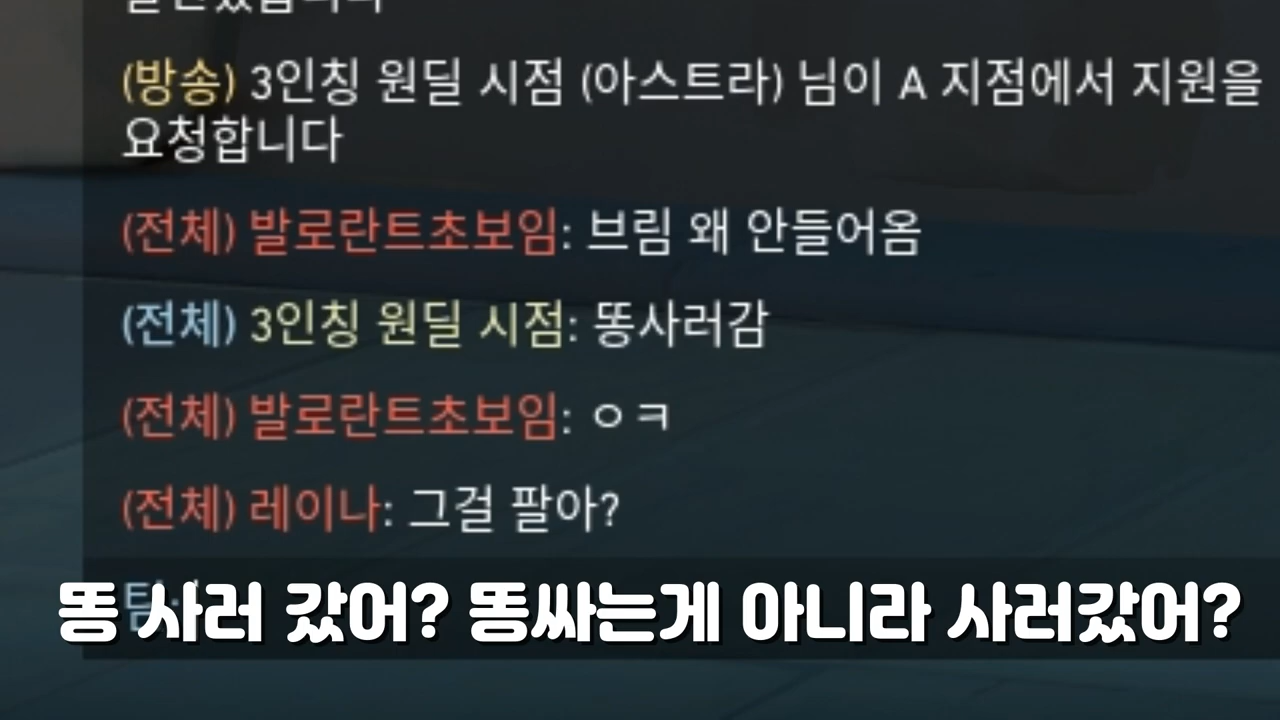 (방송) 3인칭 원딜 시점 (아스트라) 님이 A 지점에서 지원을
요청합니다
(전체) 발로란트초보임: 브림 왜 안들어옴
(전체) 3인칭 원딜 시점: 똥사러감
(전체) 발로란트초보임: ㅇㅋ
(전체) 레이나: 그걸 팔아?
똥 사러 갔어? 똥싸는게 아니라 사러갔어?